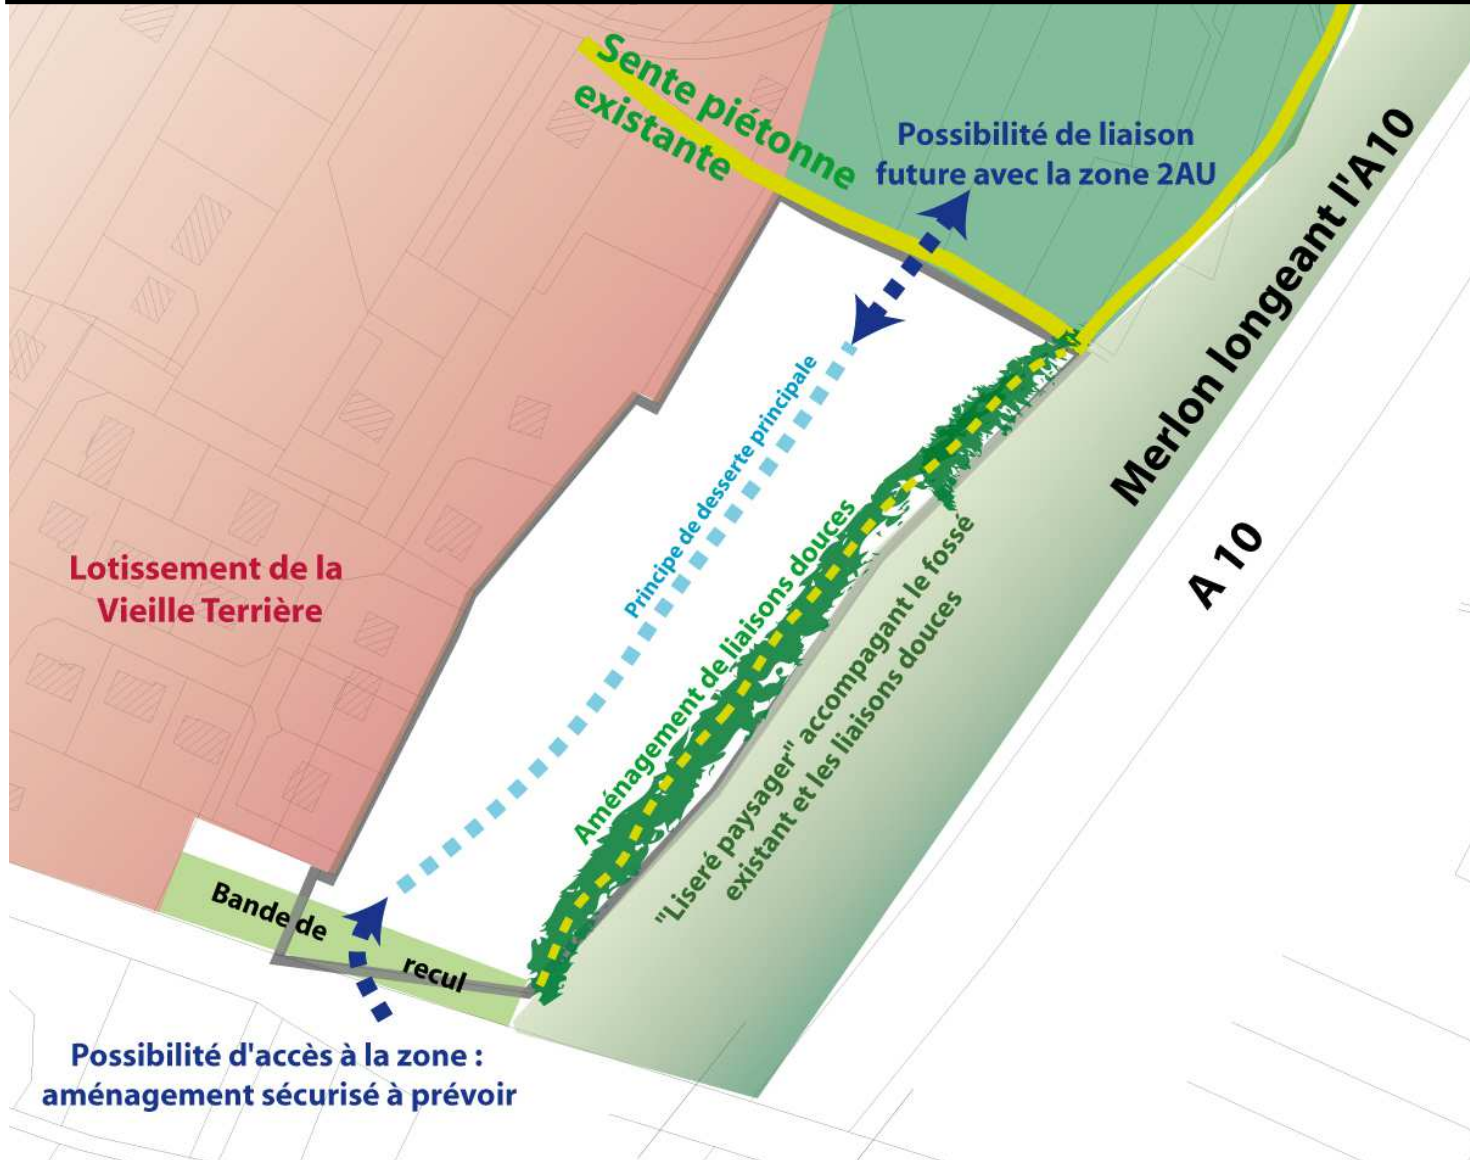 Sente piétonne
existante
Possibilité de liaison
future avec la zone 2AU
Merlon longeant l'A10
A 10
Principe de desserte principale
Lotissement de la
Vieille Terrière
Aménagement de liaisons douces
"Liseré paysager" accompagant le fossé
existant et les liaisons douces
Bande de
recul
Possibilité d'accès à la zone :
aménagement sécurisé à prévoir